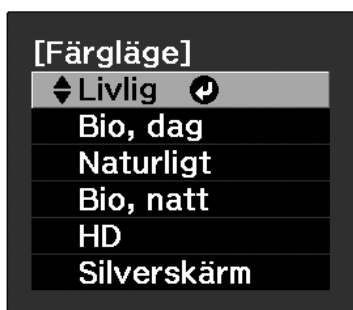 [Färgläge]
Livlig
Bio, dag
Naturligt
Bio, natt
HD
Silverskärm